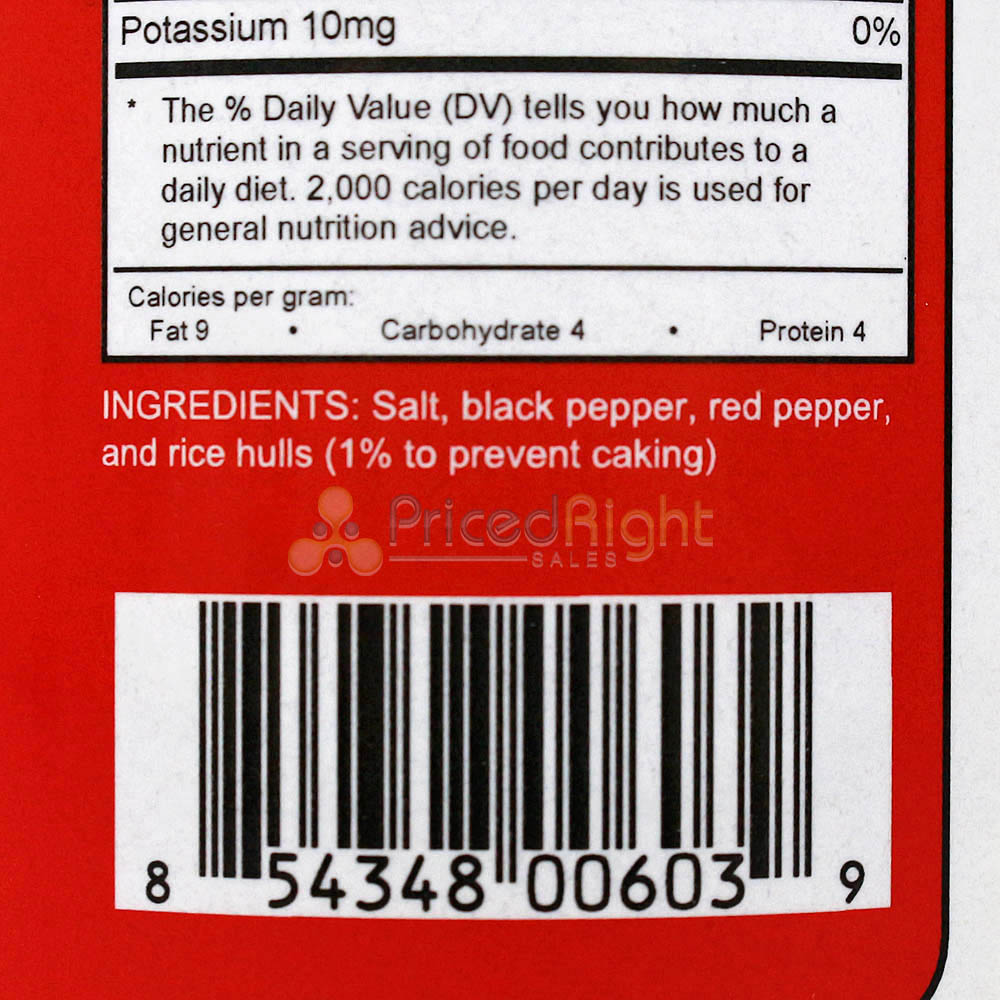 Potassium 10mg 0%
* The % Daily Value (DV) tells you how much a
nutrient in a serving of food contributes to a
daily diet. 2,000 calories per day is used for
general nutrition advice.
Calories per gram:
Fat 9 • Carbohydrate 4 • Protein 4
INGREDIENTS: Salt, black pepper, red pepper,
and rice hulls (1% to prevent caking)
PricedRight
SALES
8 54348 00603 9